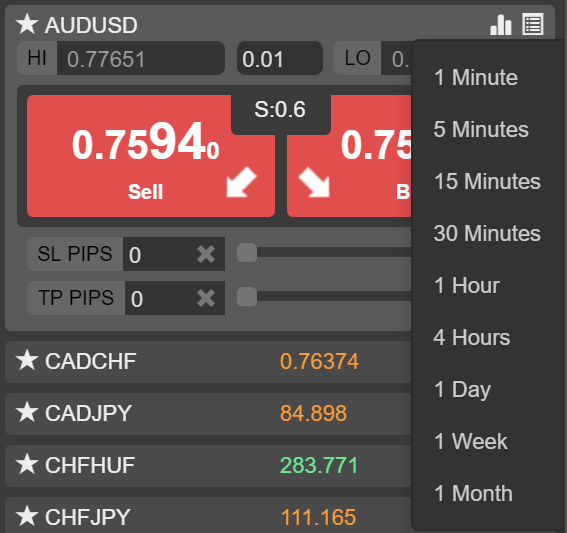 AUDUSD
HI 0.77651 0.01 LO 0.
S:0.6
0.75940 0.75
Sell B
SL PIPS 0
TP PIPS 0
CADCHF 0.76374
CADJPY 84.898
CHFHUF 283.771
CHFJPY 111.165
1 Minute
5 Minutes
15 Minutes
30 Minutes
1 Hour
4 Hours
1 Day
1 Week
1 Month